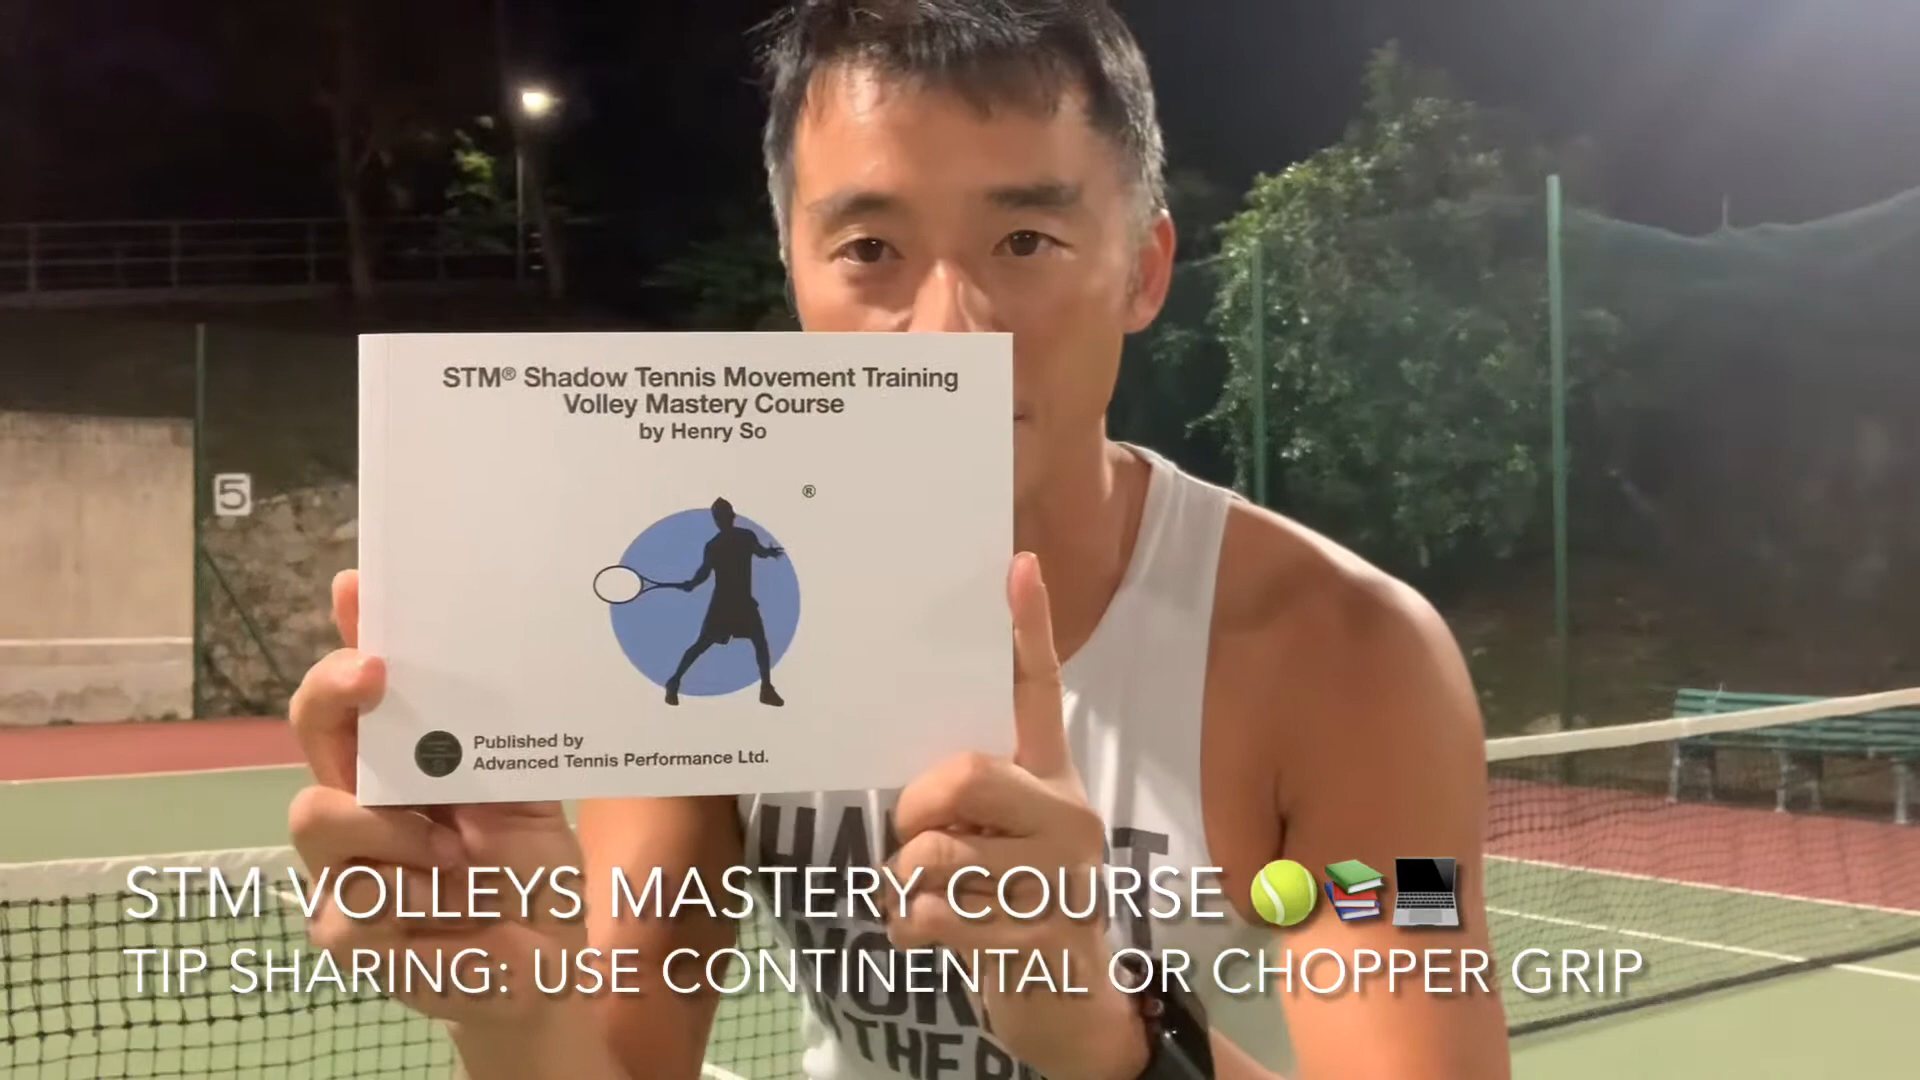 STM® Shadow Tennis Movement Training
Volley Mastery Course
by Henry So
®
5
Published by
Advanced Tennis Performance Ltd.
STM VOLLEYS MASTERY COURSE
TIP SHARING: USE CONTINENTAL OR CHOPPER GRIP